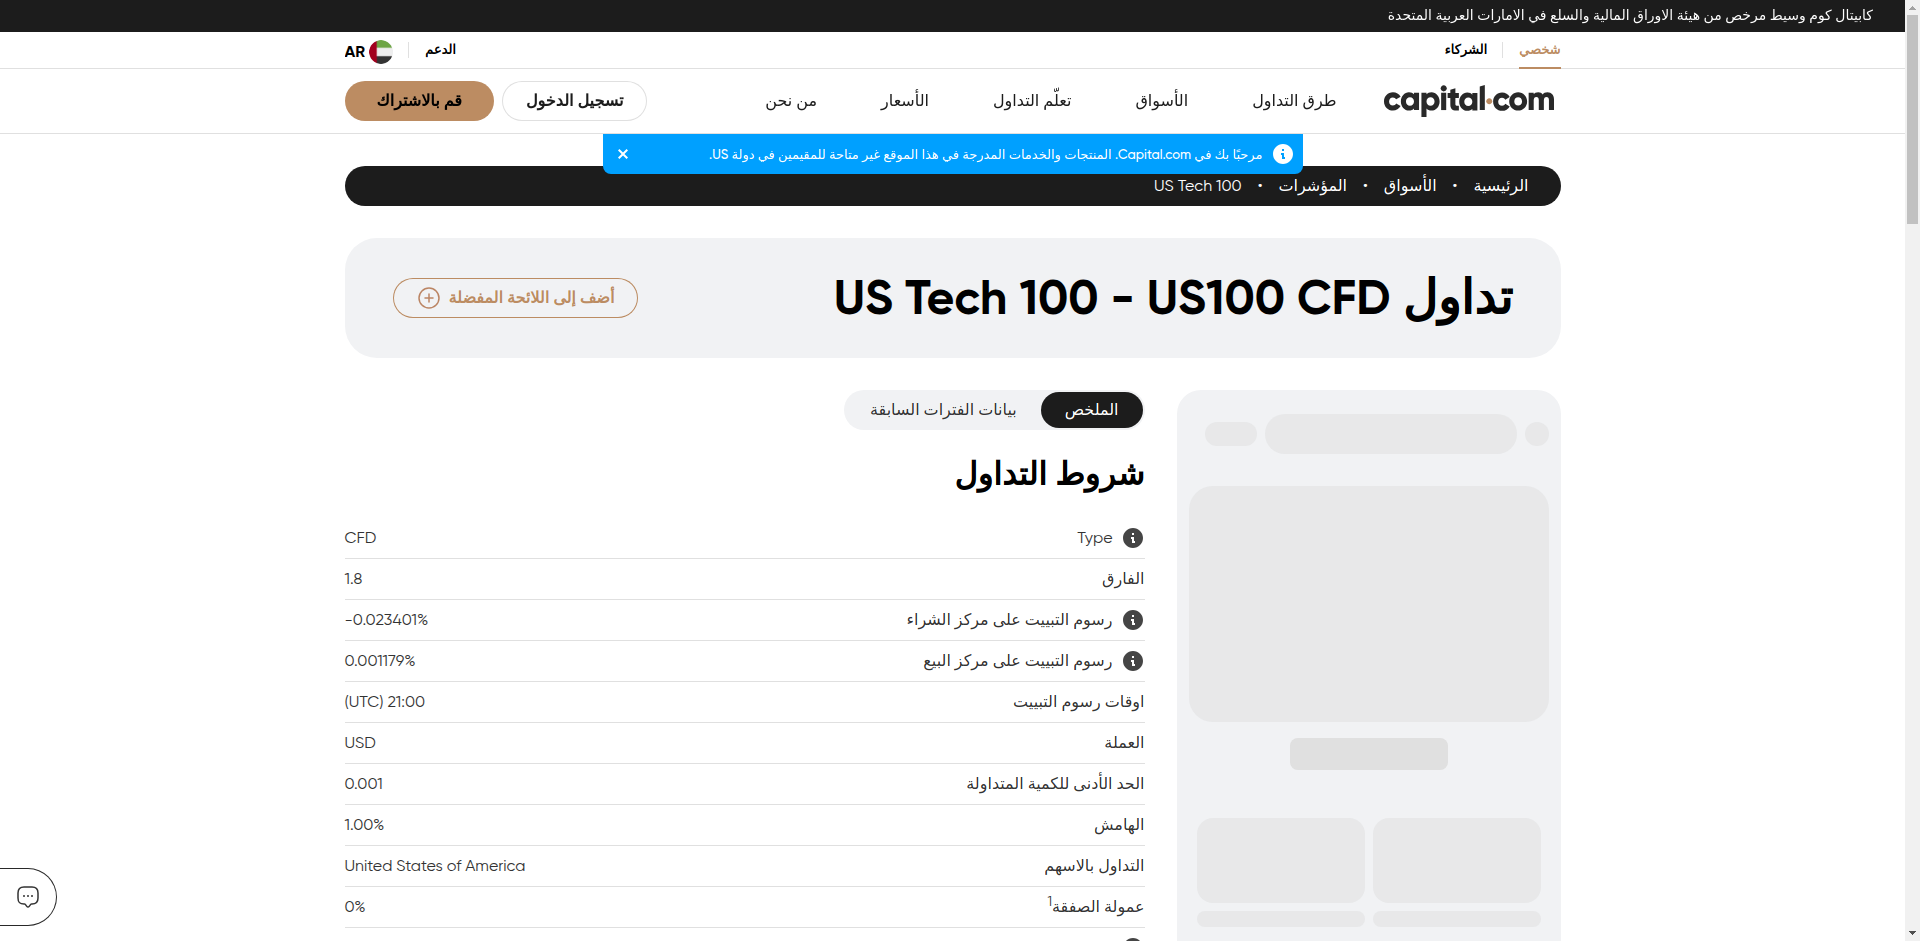 كابيتال كوم وسيط مرخص من هيئة الاوراق المالية والسلع في الامارات العربية المتحدة
شخصي
الشركاء
الدعم
AR
capital.com
طرق التداول
الأسواق
تعلّم التداول
الأسعار
من نحن
تسجيل الدخول
قم بالاشتراك
مرحبًا بك في Capital.com. المنتجات والخدمات المدرجة في هذا الموقع غير متاحة للمقيمين في دولة US.
الرئيسية • الأسواق • المؤشرات • US Tech 100
تداول US Tech 100 - US100 CFD
أضف إلى اللائحة المفضلة
الملخص
بيانات الفترات السابقة
شروط التداول
Type CFD
الفارق 1.8
رسوم التبييت على مركز الشراء -0.023401%
رسوم التبييت على مركز البيع 0.001179%
اوقات رسوم التبييت 21:00 (UTC)
العملة USD
الحد الأدنى للكمية المتداولة 0.001
الهامش 1.00%
التداول بالاسهم United States of America
عمولة الصفقة1 0%